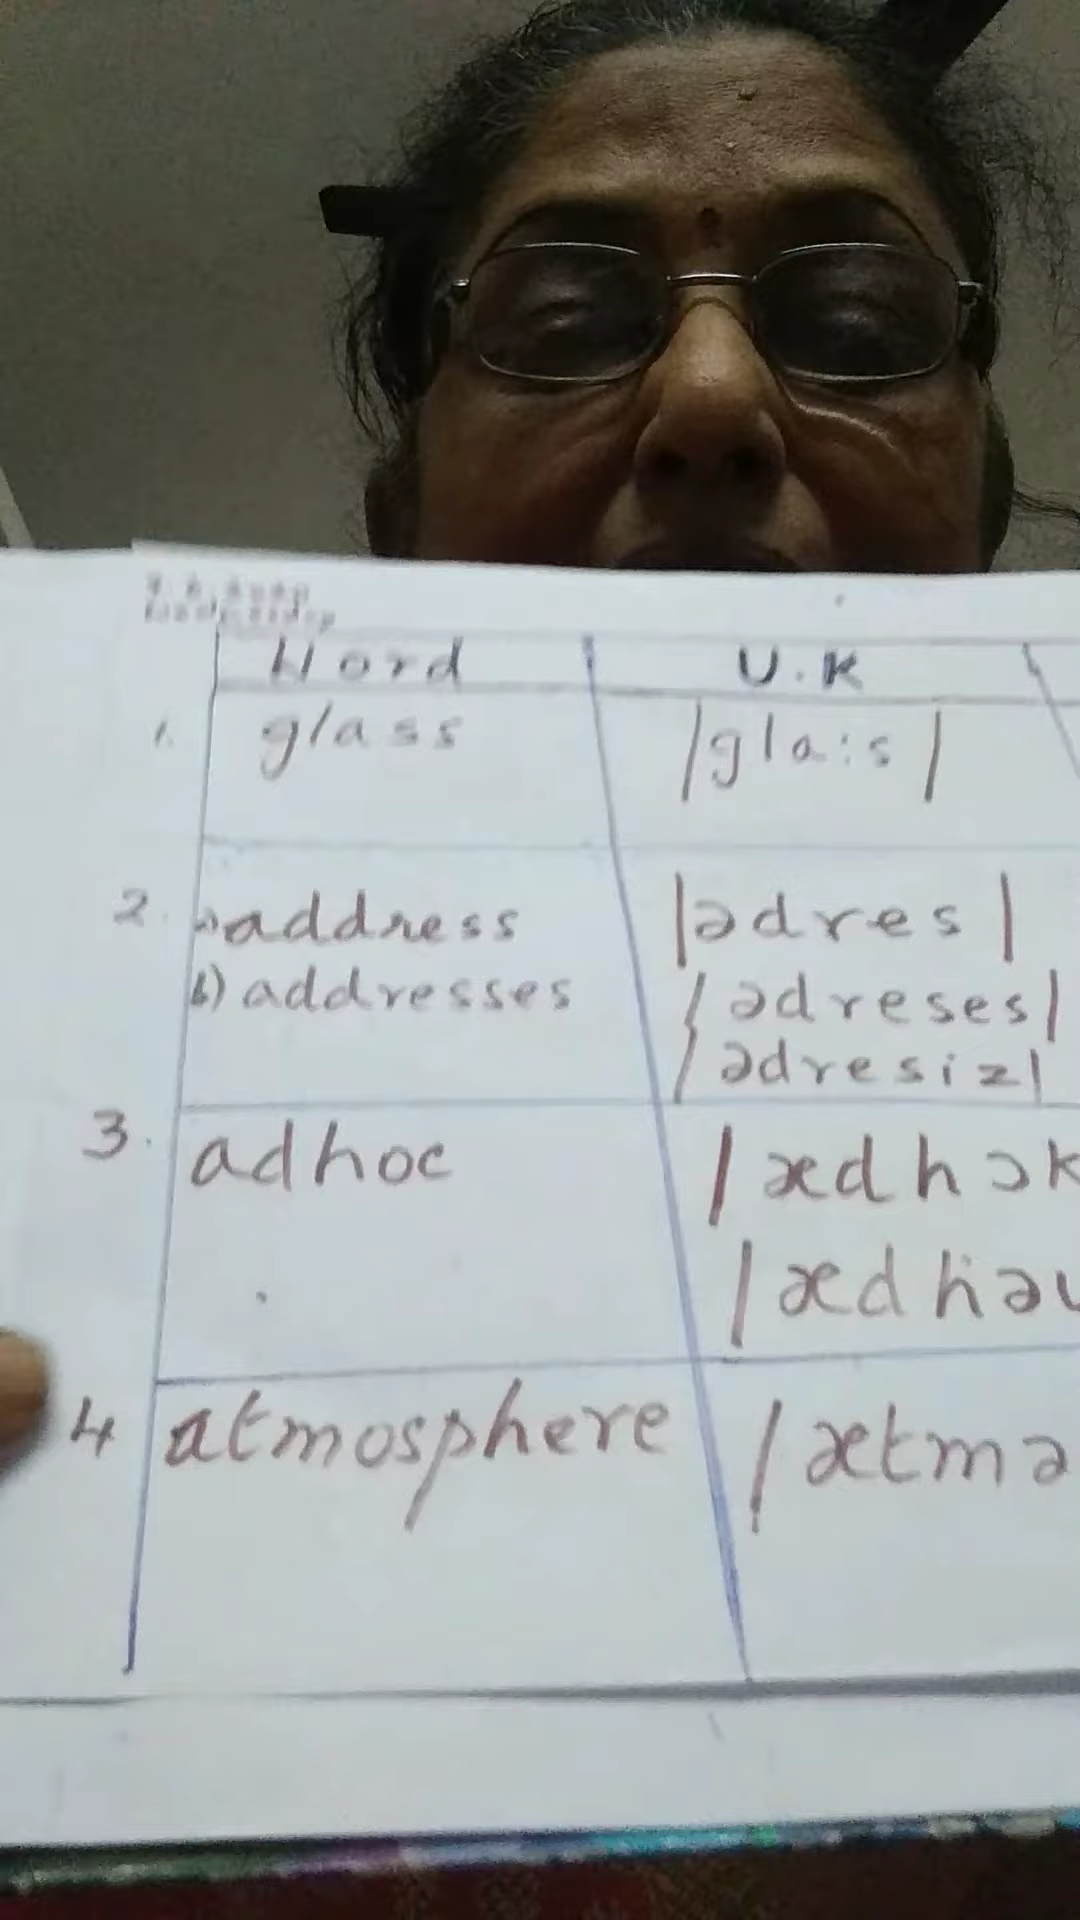 Word U.K
1. glass /gla:s/
2. a) address /ədres/
b) addresses /ədreses/
/ədresiz/
3. adhoc /ædhɔk
/ædhəu
4 atmosphere /ætmə